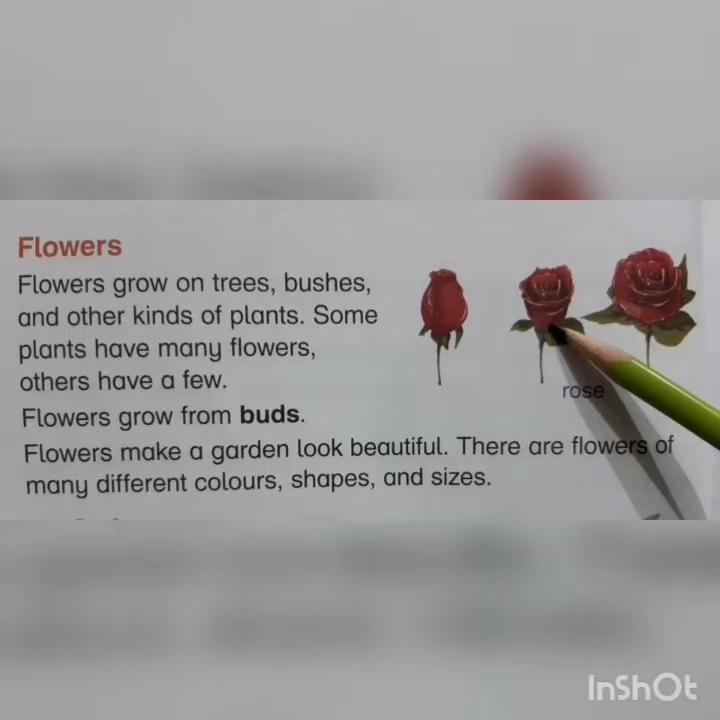 Flowers
Flowers grow on trees, bushes,
and other kinds of plants. Some
plants have many flowers,
others have a few.
rose
Flowers grow from buds.
Flowers make a garden look beautiful. There are flowers of
many different colours, shapes, and sizes.
InShOt